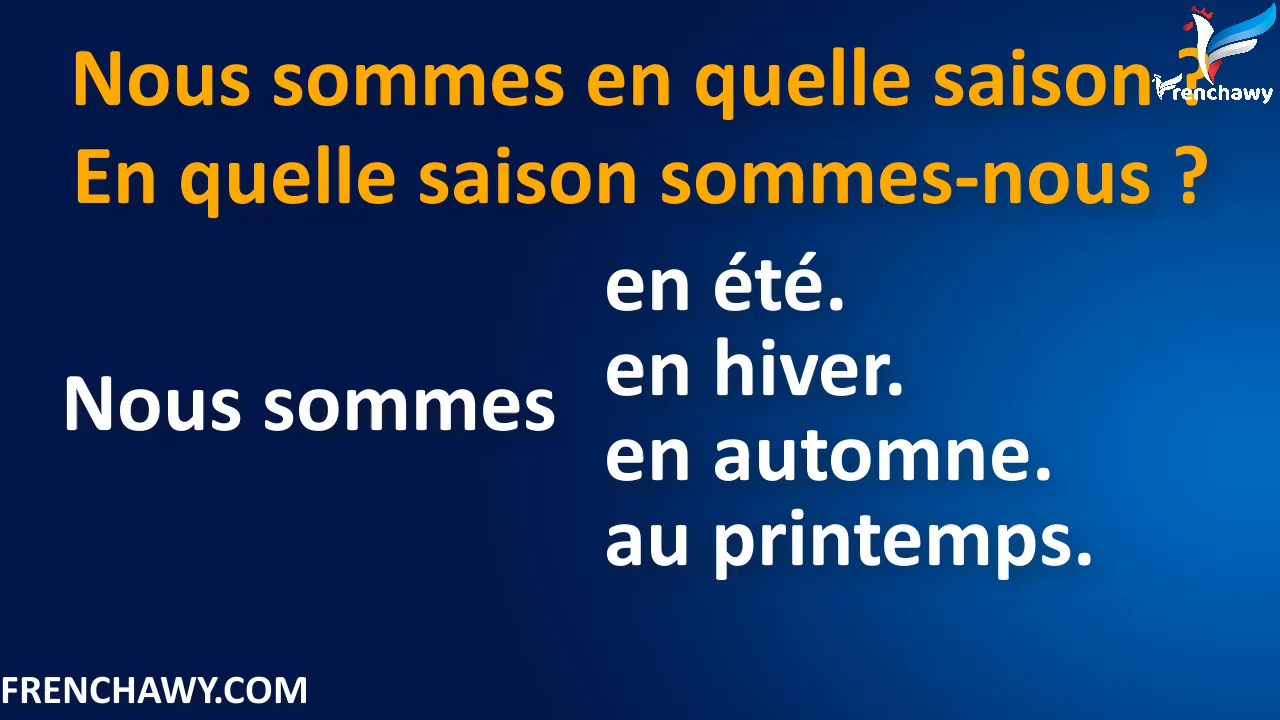 Nous sommes en quelle saison ?
En quelle saison sommes-nous ?
Nous sommes
en été.
en hiver.
en automne.
au printemps.
FRENCHAWY.COM
Frenchawy